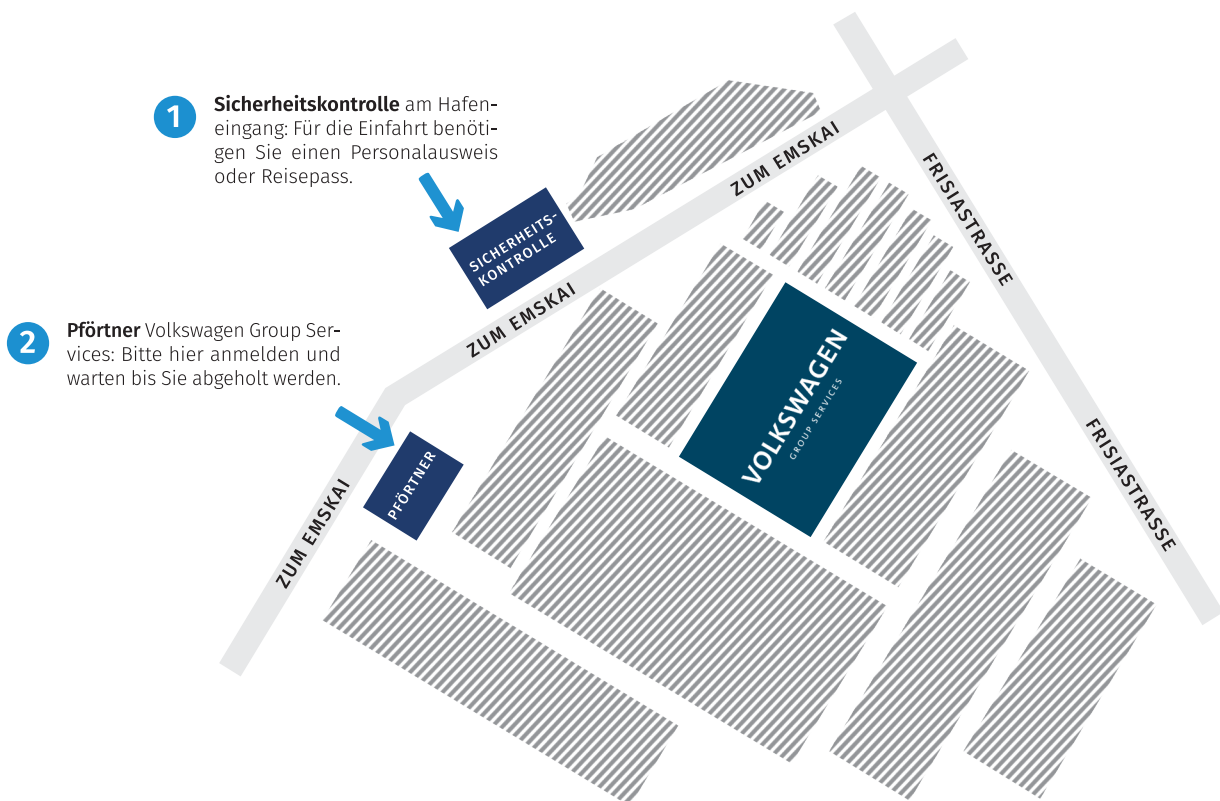 1
Sicherheitskontrolle am Hafen-
eingang: Für die Einfahrt benöti-
gen Sie einen Personalausweis
oder Reisepass.
2
Pförtner Volkswagen Group Ser-
vices: Bitte hier anmelden und
warten bis Sie abgeholt werden.
SICHERHEITS-
KONTROLLE
PFÖRTNER
ZUM EMSKAI
ZUM EMSKAI
ZUM EMSKAI
FRISIASTRASSE
FRISIASTRASSE
VOLKSWAGEN
GROUP SERVICES